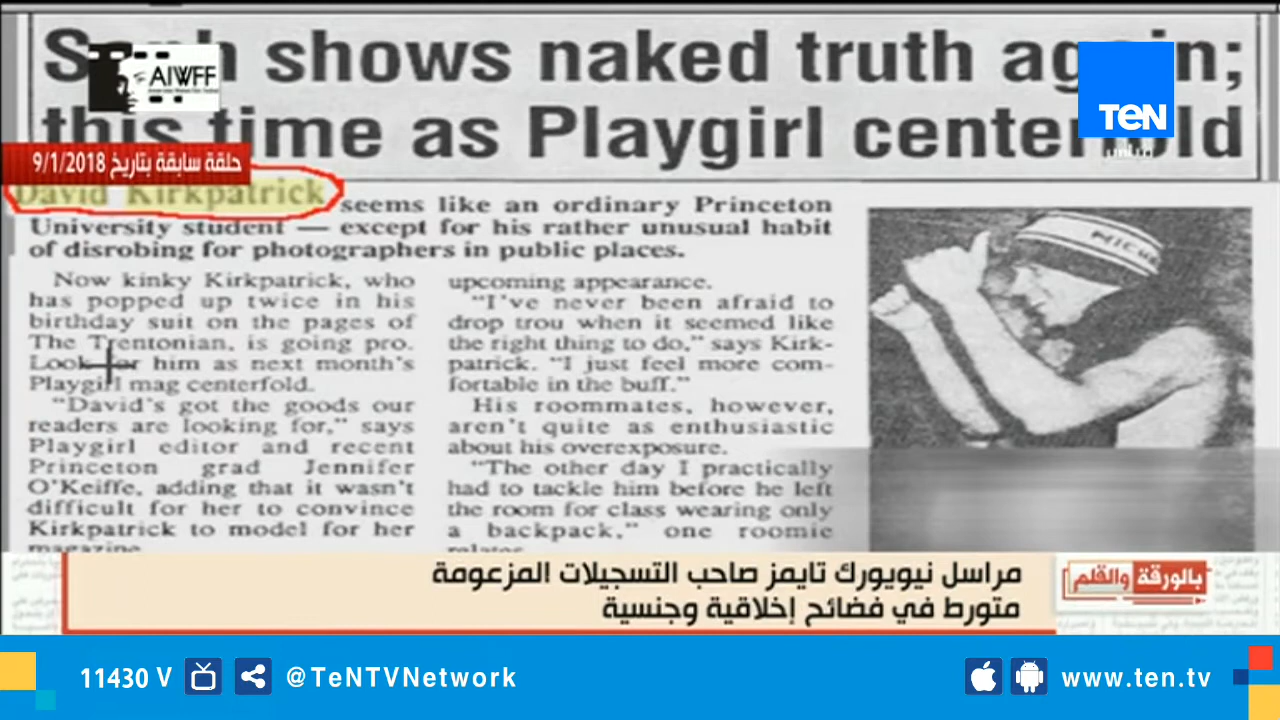 Soph shows naked truth again;
this time as Playgirl centerfold
AIWFF
TEN
مباشر
حلقة سابقة بتاريخ 9/1/2018
David Kirkpatrick seems like an ordinary Princeton
University student — except for his rather unusual habit
of disrobing for photographers in public places.
Now kinky Kirkpatrick, who
has popped up twice in his
birthday suit on the pages of
The Trentonian, is going pro.
Look for him as next month's
Playgirl mag centerfold.
"David's got the goods our
readers are looking for," says
Playgirl editor and recent
Princeton grad Jennifer
O'Keiffe, adding that it wasn't
difficult for her to convince
Kirkpatrick to model for her
magazine
upcoming appearance.
"I've never been afraid to
drop trou when it seemed like
the right thing to do," says Kirk-
patrick. "I just feel more com-
fortable in the buff."
His roommates, however,
aren't quite as enthusiastic
about his overexposure.
"The other day I practically
had to tackle him before he left
the room for class wearing only
a backpack," one roomie
relates
مراسل نيويورك تايمز صاحب التسجيلات المزعومة
متورط في فضائح إخلاقية وجنسية
بالورقة والقلم
11430 V @TeNTVNetwork www.ten.tv